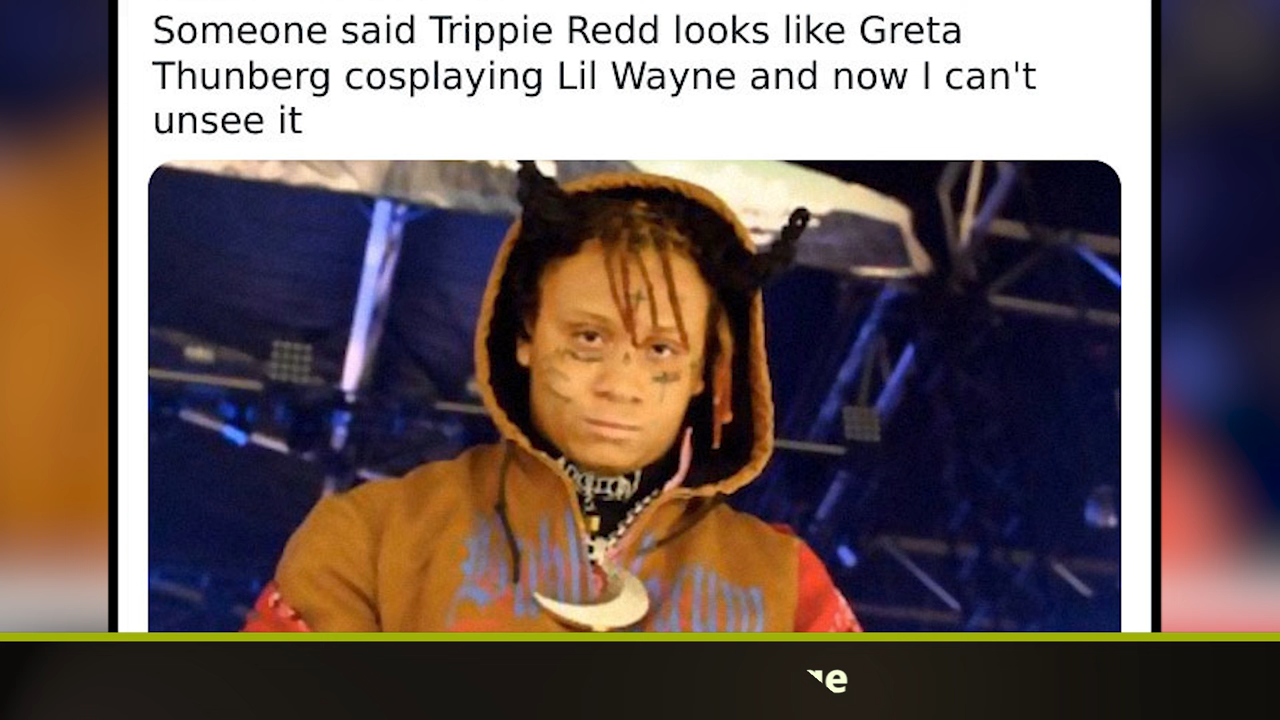 Someone said Trippie Redd looks like Greta
Thunberg cosplaying Lil Wayne and now I can't
unsee it